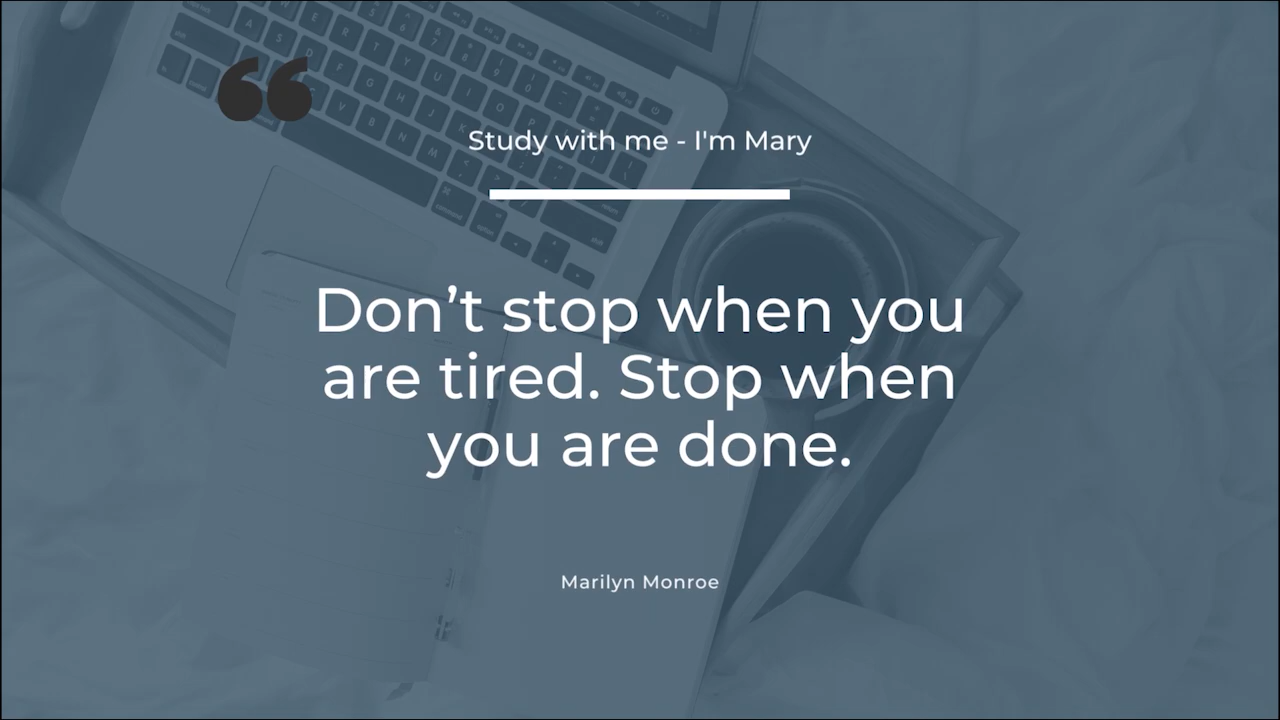 “
Study with me - I'm Mary
Don’t stop when you
are tired. Stop when
you are done.
Marilyn Monroe